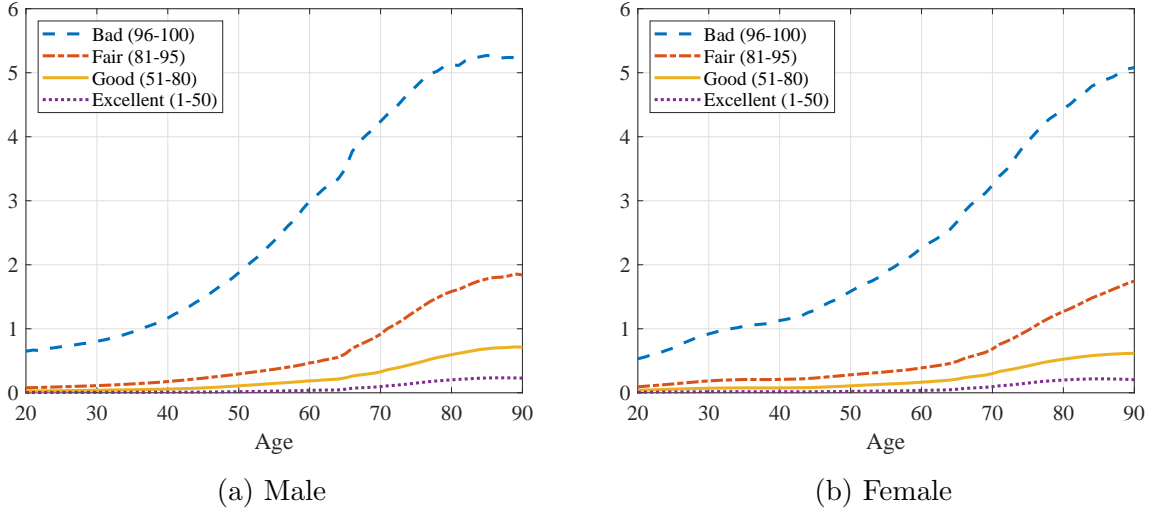 6
5
4
3
2
1
0
Bad (96-100)
Fair (81-95)
Good (51-80)
Excellent (1-50)
20 30 40 50 60 70 80 90
Age
(a) Male
6
5
4
3
2
1
0
Bad (96-100)
Fair (81-95)
Good (51-80)
Excellent (1-50)
20 30 40 50 60 70 80 90
Age
(b) Female